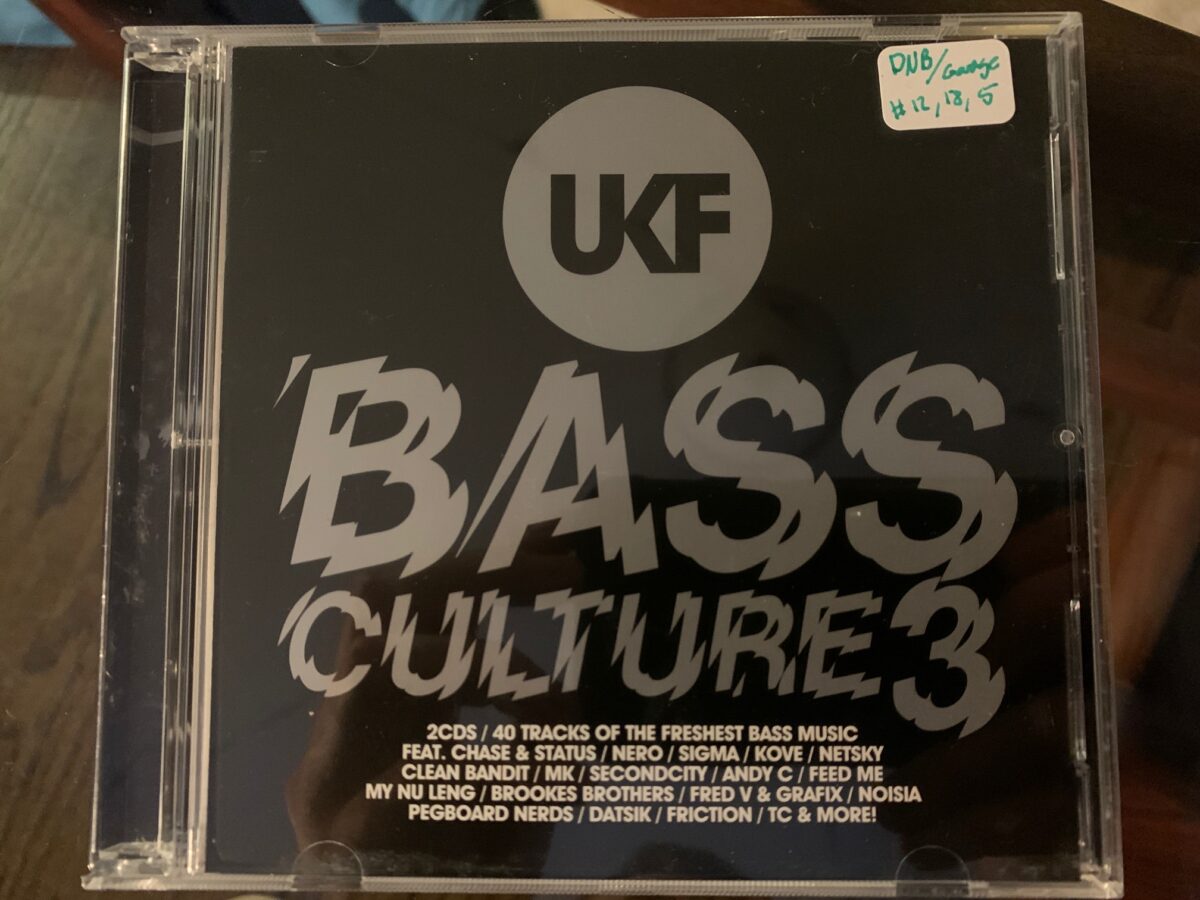 DNB/Garage
#12, 18, 5
UKF
BASS
CULTURE 3
2CDS / 40 TRACKS OF THE FRESHEST BASS MUSIC
FEAT. CHASE & STATUS / NERO / SIGMA / KOVE / NETSKY
CLEAN BANDIT / MK / SECONDCITY / ANDY C / FEED ME
MY NU LENG / BROOKES BROTHERS / FRED V & GRAFIX / NOISIA
PEGBOARD NERDS / DATSIK / FRICTION / TC & MORE!